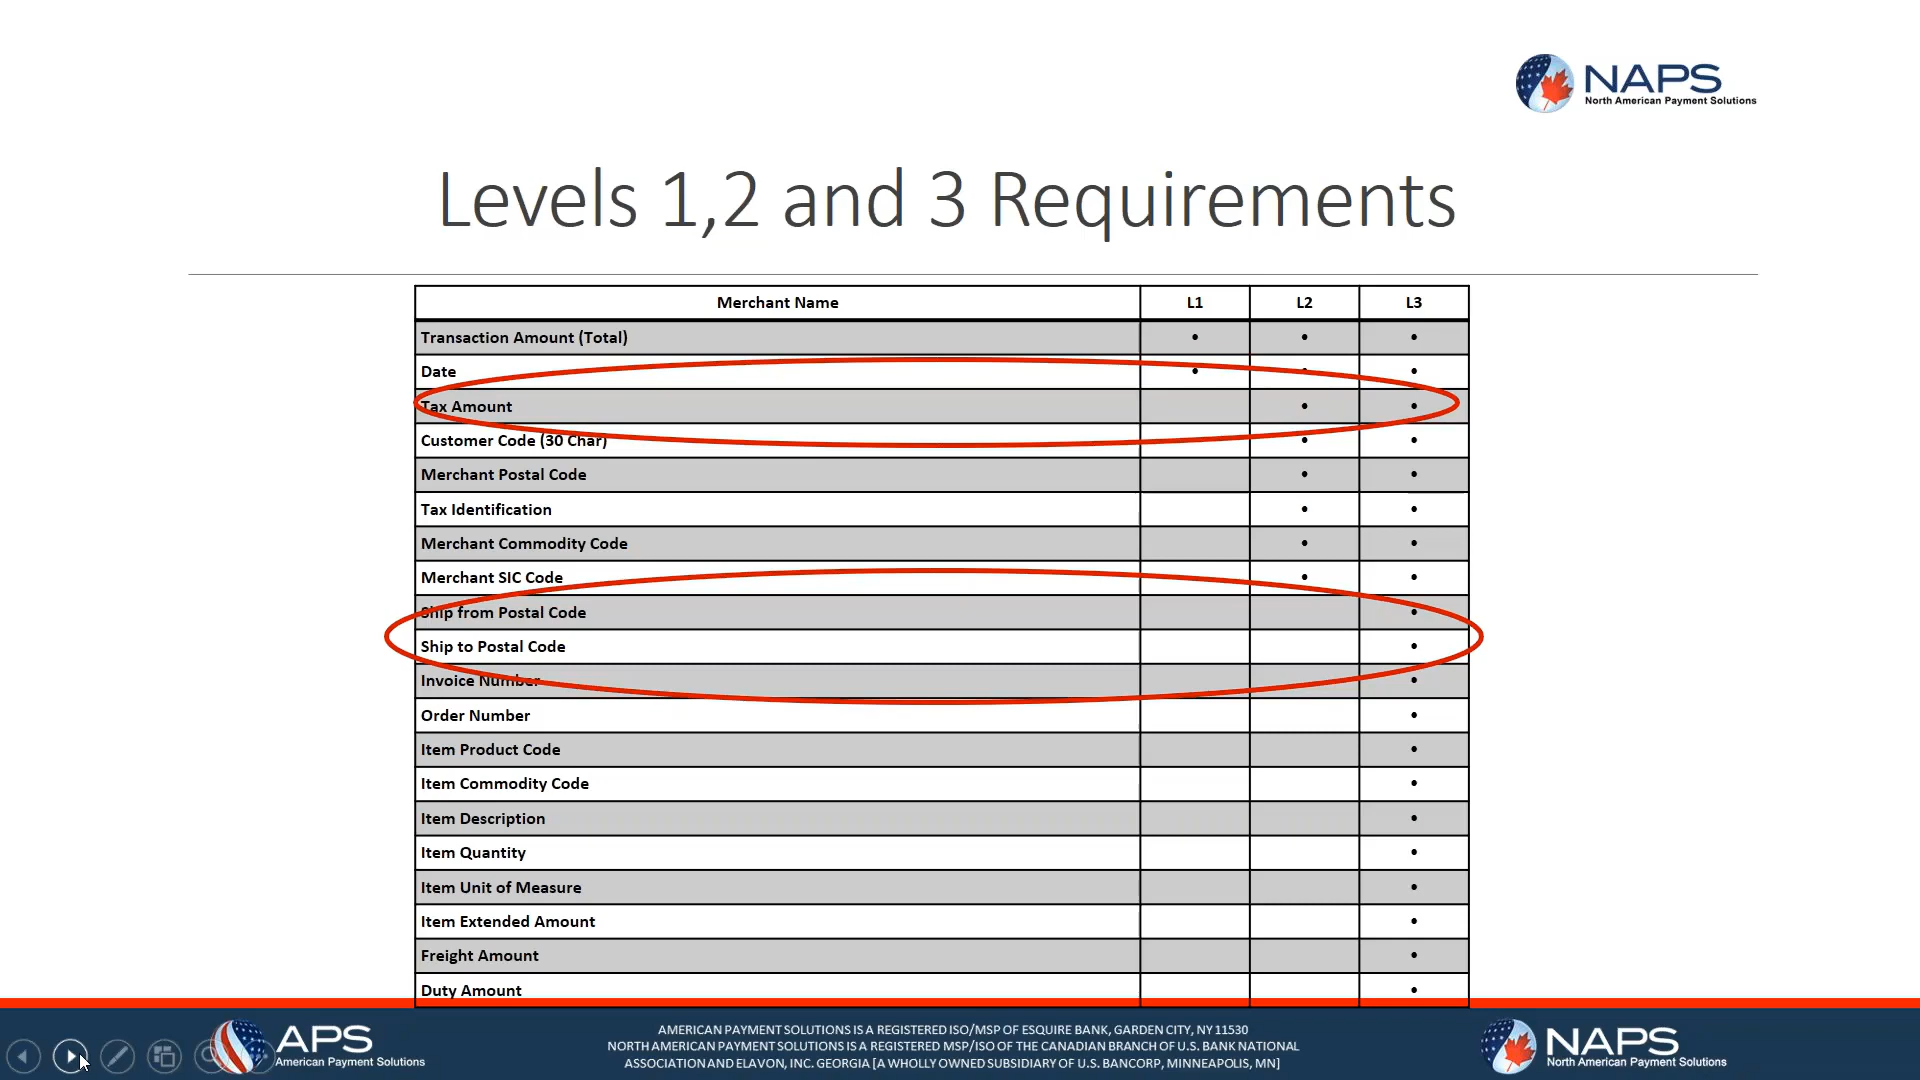 NAPS
North American Payment Solutions
Levels 1,2 and 3 Requirements
Merchant Name L1 L2 L3
Transaction Amount (Total) • • •
Date • • •
Tax Amount • •
Customer Code (30 Char) • •
Merchant Postal Code • •
Tax Identification • •
Merchant Commodity Code • •
Merchant SIC Code • •
Ship from Postal Code •
Ship to Postal Code •
Invoice Number •
Order Number •
Item Product Code •
Item Commodity Code •
Item Description •
Item Quantity •
Item Unit of Measure •
Item Extended Amount •
Freight Amount •
Duty Amount •
APS
American Payment Solutions
AMERICAN PAYMENT SOLUTIONS IS A REGISTERED ISO/MSP OF ESQUIRE BANK, GARDEN CITY, NY 11530
NORTH AMERICAN PAYMENT SOLUTIONS IS A REGISTERED MSP/ISO OF THE CANADIAN BRANCH OF U.S. BANK NATIONAL
ASSOCIATION AND ELAVON, INC. GEORGIA [A WHOLLY OWNED SUBSIDIARY OF U.S. BANCORP, MINNEAPOLIS, MN]
NAPS
North American Payment Solutions